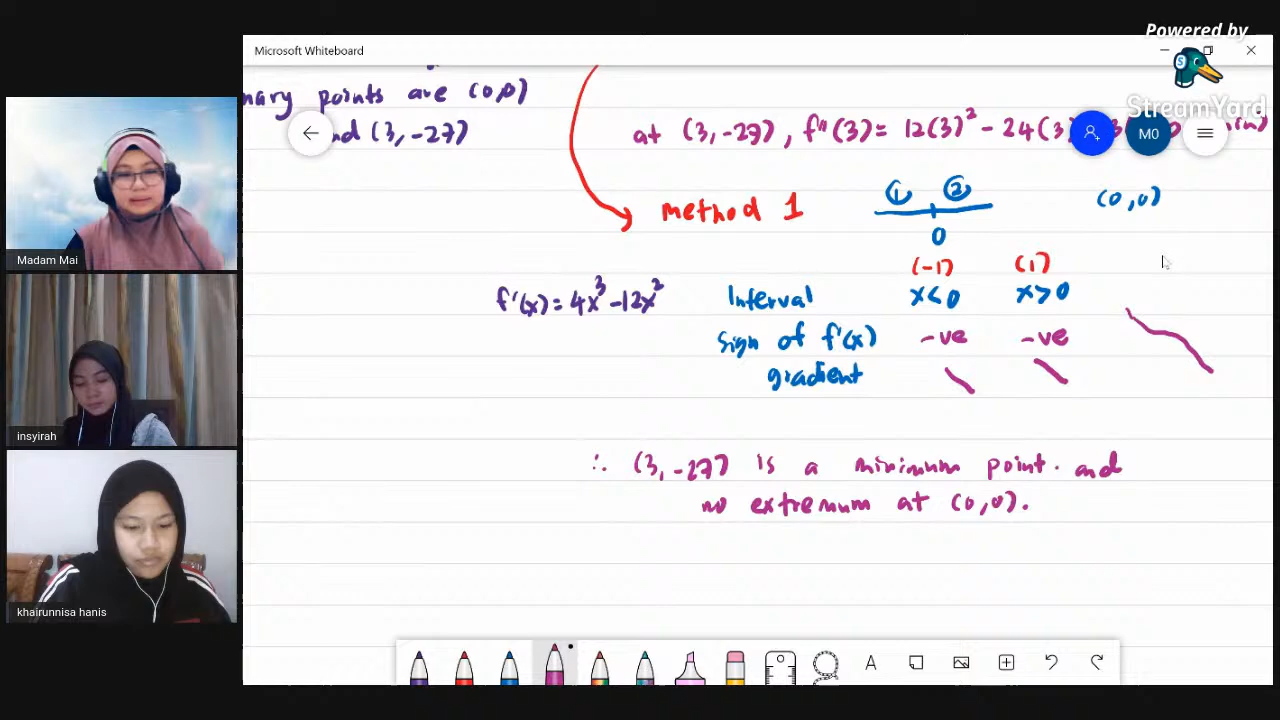 Powered by
StreamYard
Microsoft Whiteboard
nary points are (0,0)
nd (3,-27)
at (3,-27), f''(3) = 12(3)² - 24(3)
M0
method 1
① ②
0
(0,0)
(-1) (1)
Interval x<0 x>0
f'(x) = 4x³ - 12x²
Sign of f'(x) -ve -ve
gradient
∴ (3,-27) is a minimum point. and
no extremum at (0,0).
Madam Mai
insyirah
khairunnisa hanis
A